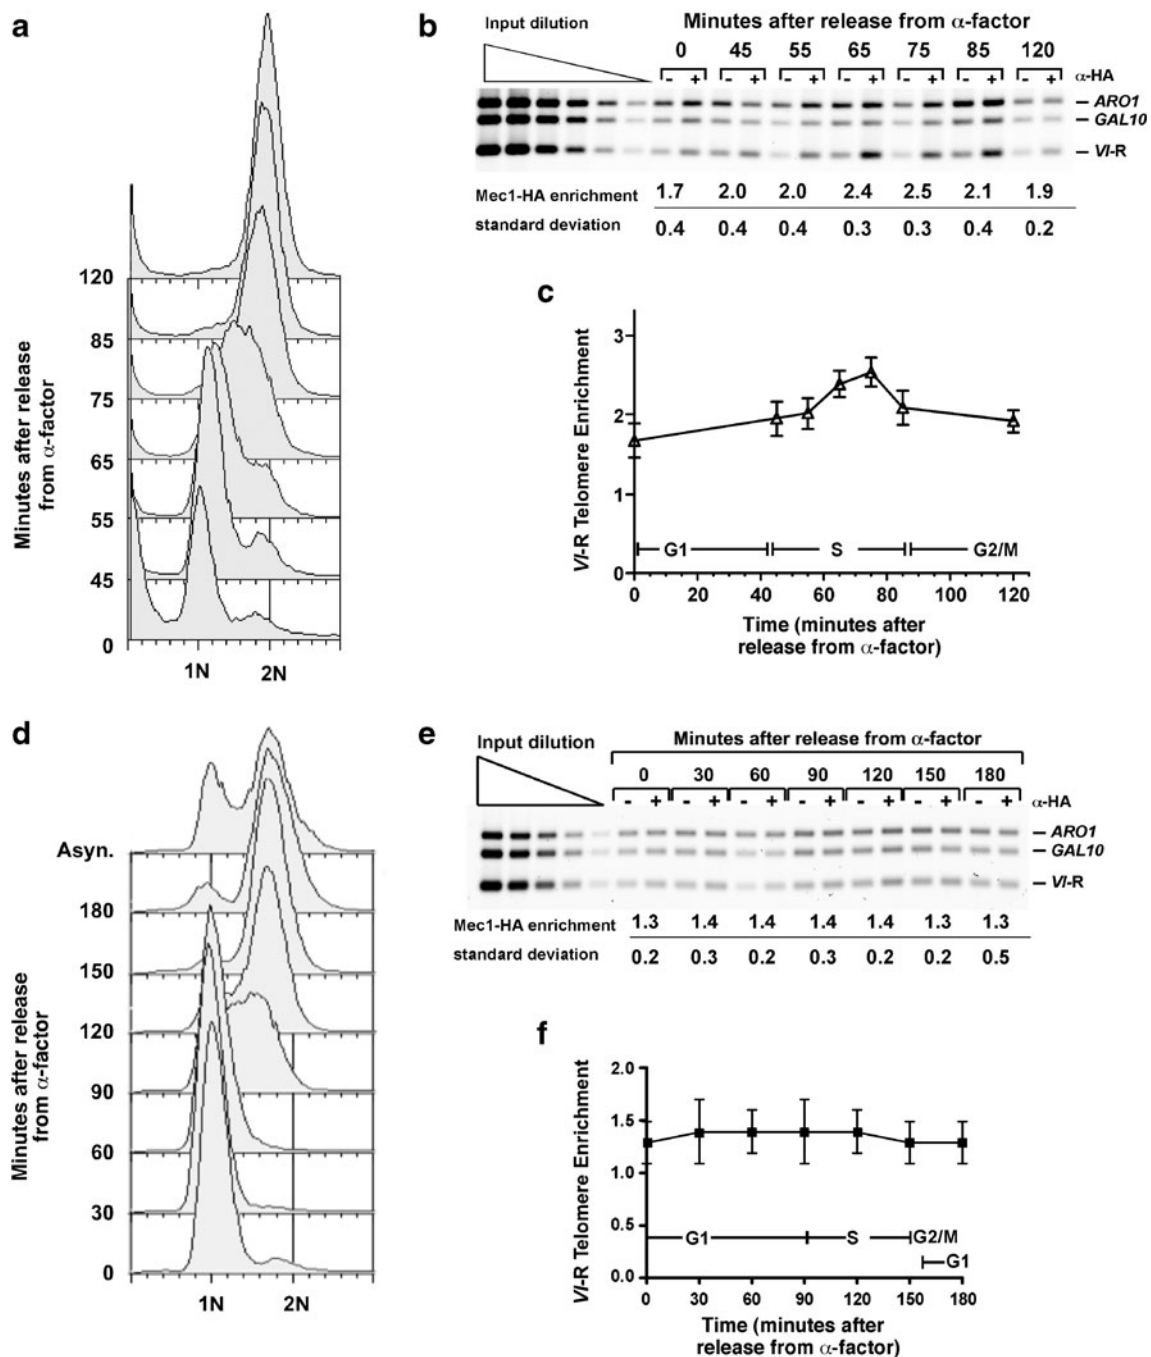 a
120
85
75
65
55
45
0
Minutes after release
from α-factor
1N 2N
b
Input dilution
Minutes after release from α-factor
0 45 55 65 75 85 120
- + - + - + - + - + - + - +
α-HA
ARO1
GAL10
VI-R
Mec1-HA enrichment 1.7 2.0 2.0 2.4 2.5 2.1 1.9
standard deviation 0.4 0.4 0.4 0.3 0.3 0.4 0.2
c
VI-R Telomere Enrichment
3
2
1
0
G1 S G2/M
0 20 40 60 80 100 120
Time (minutes after
release from α-factor)
d
Asyn.
180
150
120
90
60
30
0
Minutes after release
from α-factor
1N 2N
e
Input dilution
Minutes after release from α-factor
0 30 60 90 120 150 180
- + - + - + - + - + - + - +
α-HA
ARO1
GAL10
VI-R
Mec1-HA enrichment 1.3 1.4 1.4 1.4 1.4 1.3 1.3
standard deviation 0.2 0.3 0.2 0.3 0.2 0.2 0.5
f
VI-R Telomere Enrichment
2.0
1.5
1.0
0.5
0.0
G1 S G2/M
G1
0 30 60 90 120 150 180
Time (minutes after
release from α-factor)